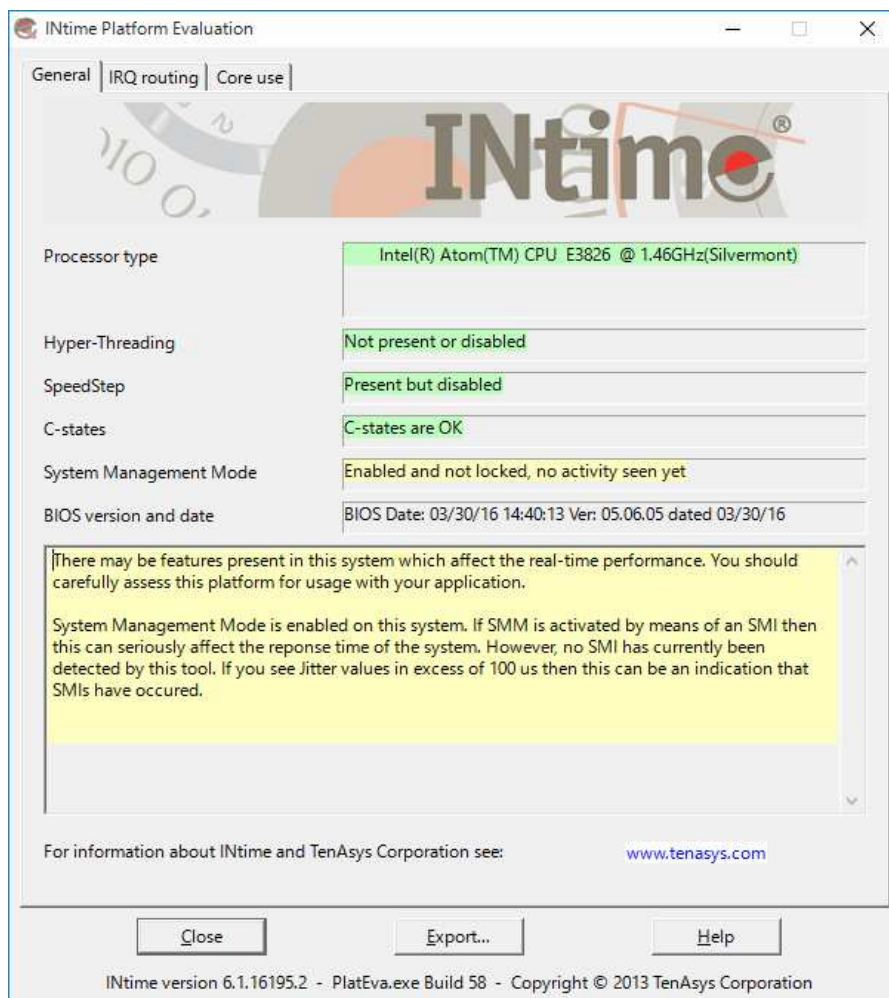 INtime Platform Evaluation
General IRQ routing Core use
INtime®
Processor type Intel(R) Atom(TM) CPU E3826 @ 1.46GHz(Silvermont)
Hyper-Threading Not present or disabled
SpeedStep Present but disabled
C-states C-states are OK
System Management Mode Enabled and not locked, no activity seen yet
BIOS version and date BIOS Date: 03/30/16 14:40:13 Ver: 05.06.05 dated 03/30/16
There may be features present in this system which affect the real-time performance. You should
carefully assess this platform for usage with your application.
System Management Mode is enabled on this system. If SMM is activated by means of an SMI then
this can seriously affect the reponse time of the system. However, no SMI has currently been
detected by this tool. If you see Jitter values in excess of 100 us then this can be an indication that
SMIs have occured.
For information about INtime and TenAsys Corporation see: www.tenasys.com
Close Export... Help
INtime version 6.1.16195.2 - PlatEva.exe Build 58 - Copyright © 2013 TenAsys Corporation